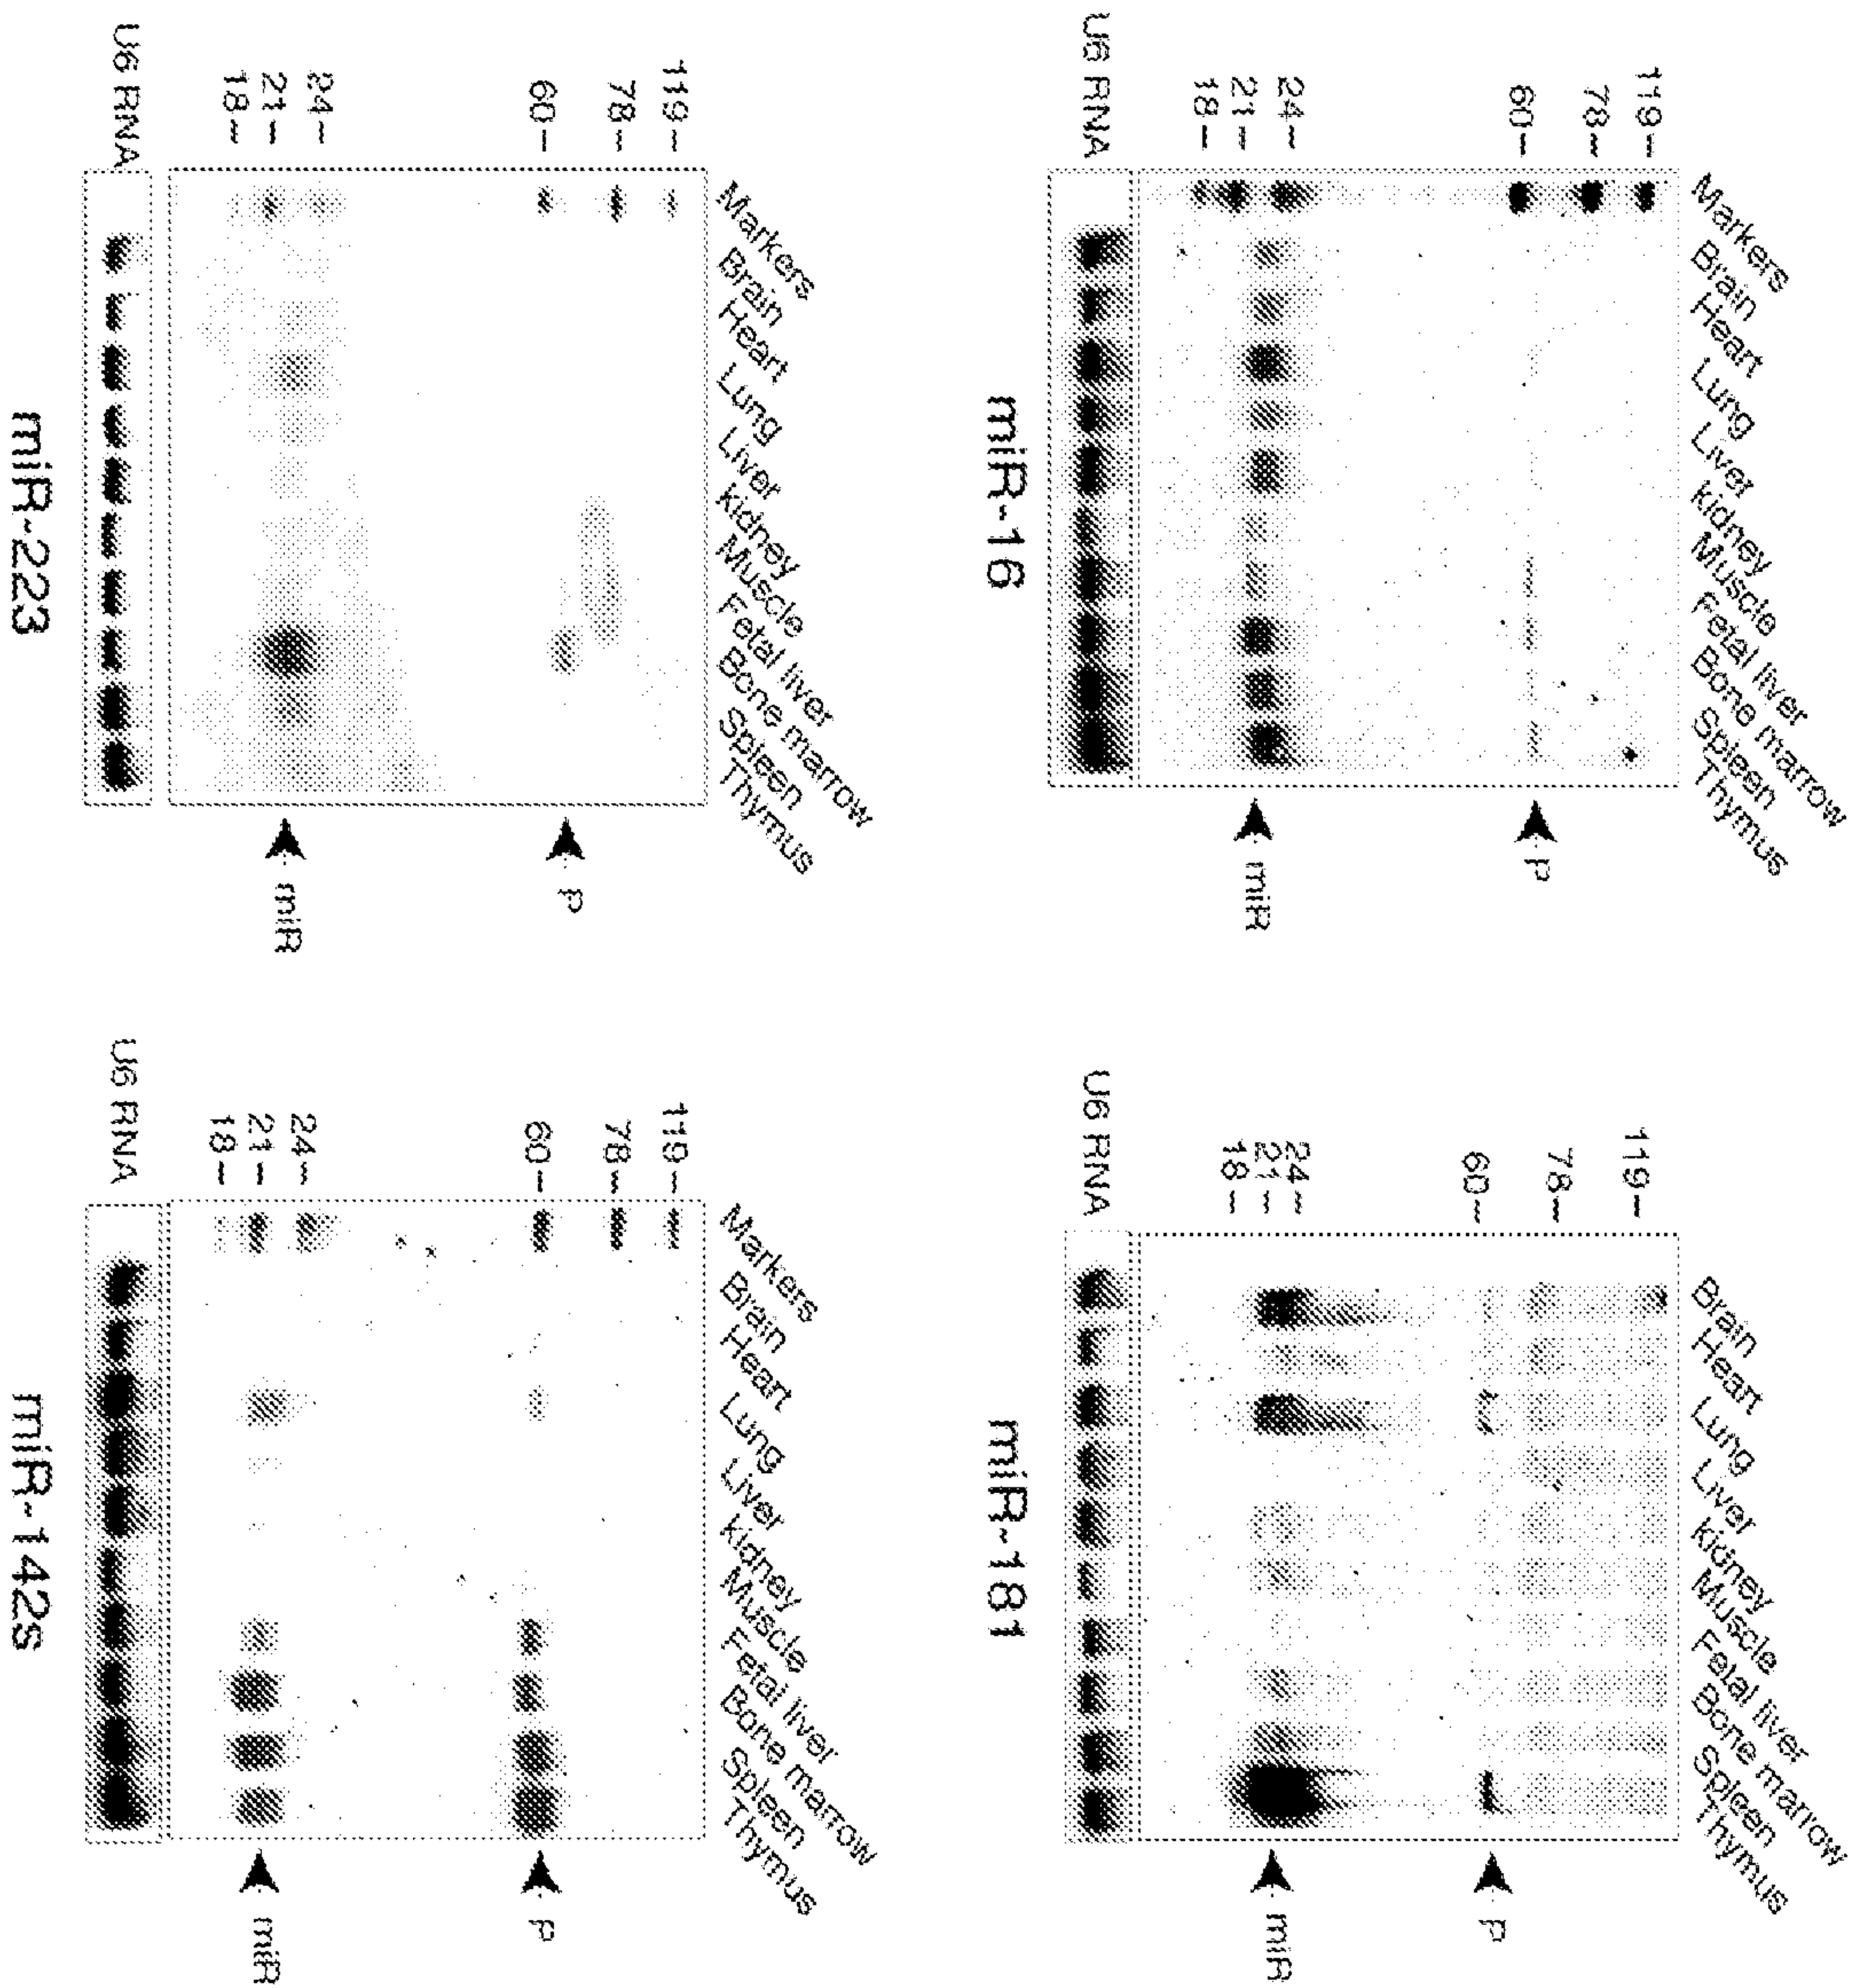 Markers
Brain
Heart
Lung
Liver
kidney
Muscle
Fetal liver
Bone marrow
Spleen
Thymus
119-
78-
60-
24-
21-
18-
U6 RNA
P
miR
miR-16
Brain
Heart
Lung
Liver
kidney
Muscle
Fetal liver
Bone marrow
Spleen
Thymus
119-
78-
60-
24-
21-
18-
U6 RNA
P
miR
miR-181
Markers
Brain
Heart
Lung
Liver
kidney
Muscle
Fetal liver
Bone marrow
Spleen
Thymus
119-
78-
60-
24-
21-
18-
U6 RNA
P
miR
miR-223
Markers
Brain
Heart
Lung
Liver
kidney
Muscle
Fetal liver
Bone marrow
Spleen
Thymus
119-
78-
60-
24-
21-
18-
U6 RNA
P
miR
miR-142s